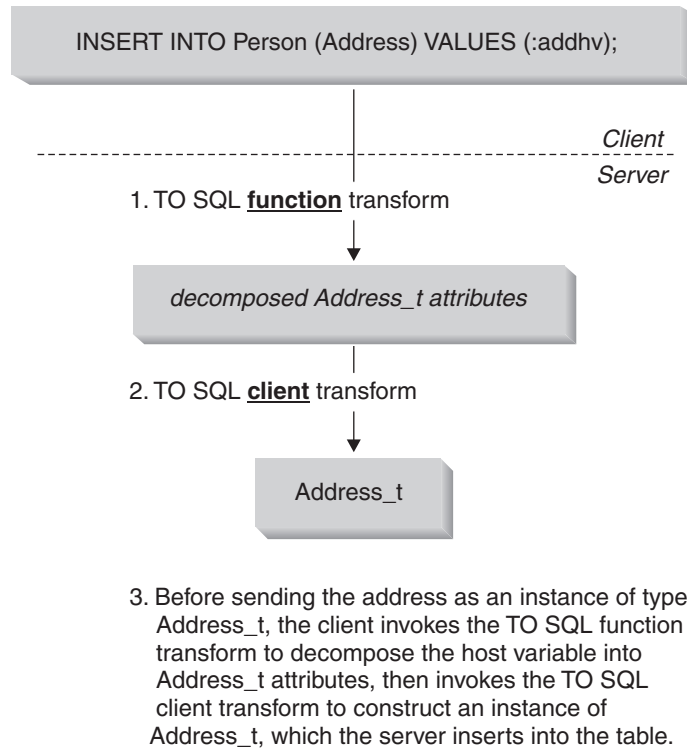 INSERT INTO Person (Address) VALUES (:addhv);
Client
Server
1. TO SQL function transform
decomposed Address_t attributes
2. TO SQL client transform
Address_t
3. Before sending the address as an instance of type
Address_t, the client invokes the TO SQL function
transform to decompose the host variable into
Address_t attributes, then invokes the TO SQL
client transform to construct an instance of
Address_t, which the server inserts into the table.